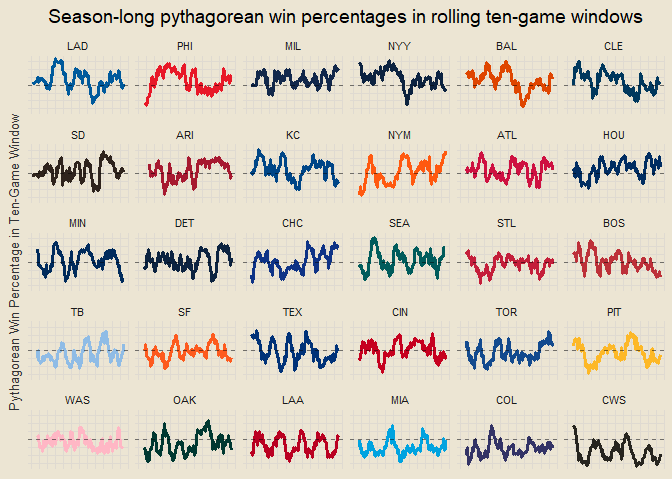 Season-long pythagorean win percentages in rolling ten-game windows
Pythagorean Win Percentage in Ten-Game Window
LAD PHI MIL NYY BAL CLE
SD ARI KC NYM ATL HOU
MIN DET CHC SEA STL BOS
TB SF TEX CIN TOR PIT
WAS OAK LAA MIA COL CWS